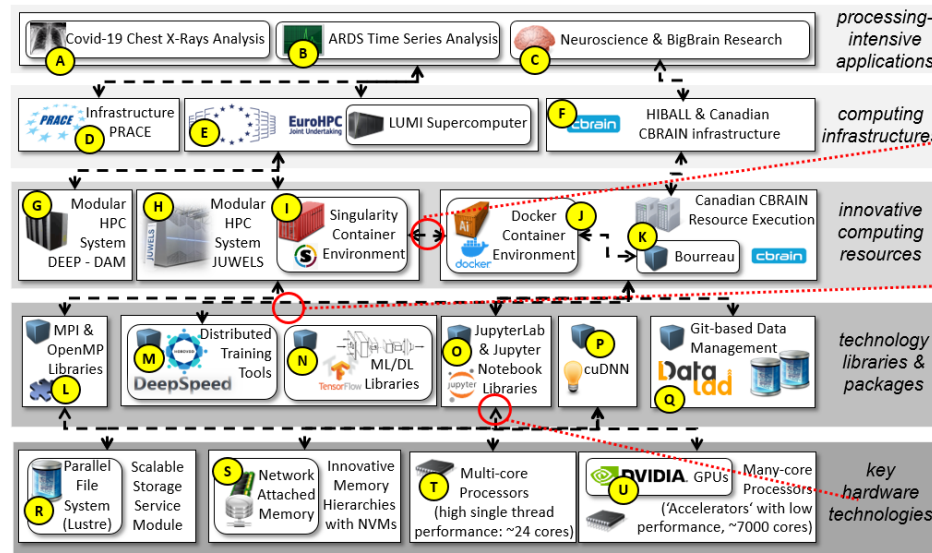 Covid-19 Chest X-Rays Analysis
A
ARDS Time Series Analysis
B
Neuroscience & BigBrain Research
C
processing-
intensive
applications
PRACE
Infrastructure
PRACE
D
E
EuroHPC
Joint Undertaking
LUMI Supercomputer
F
cbrain
HIBALL & Canadian
CBRAIN infrastructure
computing
infrastructures
G
Modular
HPC
System
DEEP - DAM
H
JUWELS
Modular
HPC
System
JUWELS
I
Singularity
Container
Environment
S
Ai
docker
Docker
Container
Environment
J
Canadian CBRAIN
Resource Execution
K
Bourreau
cbrain
innovative
computing
resources
MPI &
OpenMP
Libraries
L
M
HOROVOD
Distributed
Training
Tools
DeepSpeed
N
TensorFlow
ML/DL
Libraries
O
JupyterLab
& Jupyter
Notebook
Libraries
jupyter
P
cuDNN
Git-based Data
Management
DataLad
Q
technology
libraries &
packages
R
Parallel
File
System
(Lustre)
Scalable
Storage
Service
Module
S
Network
Attached
Memory
Innovative
Memory
Hierarchies
with NVMs
T
Multi-core
Processors
(high single thread
performance: ~24 cores)
NVIDIA. GPUs
U
Many-core
Processors
('Accelerators' with low
performance, ~7000 cores)
key
hardware
technologies